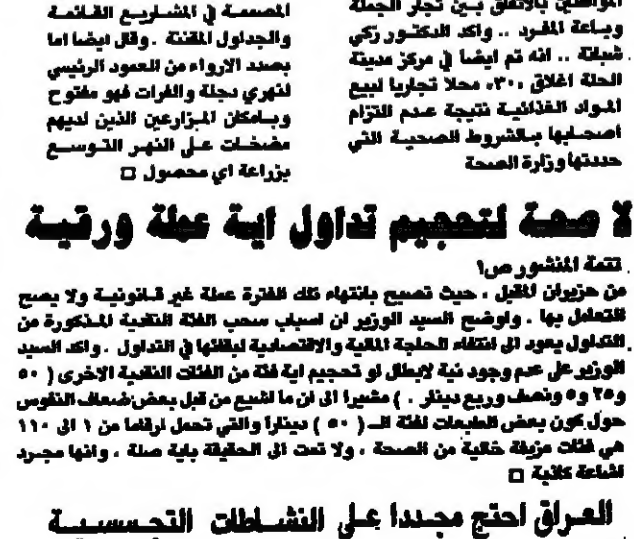 المواطنين بالاتفاق بين تجار الجملة
وباعة المفرد .. واكد الدكتور زكي
شبانة .. انه تم ايضا في مركز مدينة
الحلة اغلاق ٣٠٠، محلا تجاريا لبيع
المواد الغذائية نتيجة عدم التزام
اصحابها بالشروط الصحية التي
حددتها وزارة الصحة
المصممة في المشاريع القائمة
والجداول المقننة . وقال ايضا اما
بصدد الارواء من العمود الرئيسي
لنهري دجلة والفرات فهو مفتوح
وبامكان المزارعين الذين لديهم
مضخات على النهر التوسع
بزراعة اي محصول □
لا صحة لتحجيم تداول اية عملة ورقية
تتمة المنشور ص١
من حزيران المقبل ، حيث تصبح بانتهاء تلك الفترة عملة غير قانونية ولا يصح
التعامل بها . واوضح السيد الوزير ان اسباب سحب الفئة النقدية المذكورة من
التداول يعود الى انتفاء الحاجة المالية والاقتصادية لبقائها في التداول . واكد السيد
الوزير على عدم وجود نية لابطال او تحجيم اية فئة من الفئات النقدية الاخرى ( ٥٠
و٢٥ و٥ ونصف وربع دينار . ) مشيرا الى ان ما اشيع من قبل بعض ضعاف النفوس
حول كون بعض الطبعات لفئة الـ ( ٥٠ ) دينارا والتي تحمل ارقاما من ١ الى ١١٠
هي فئات مزيفة خالية من الصحة ، ولا تمت الى الحقيقة باية صلة ، وانها مجرد
اشاعة كاذبة □
العراق احتج مجددا على النشاطات التجسسية